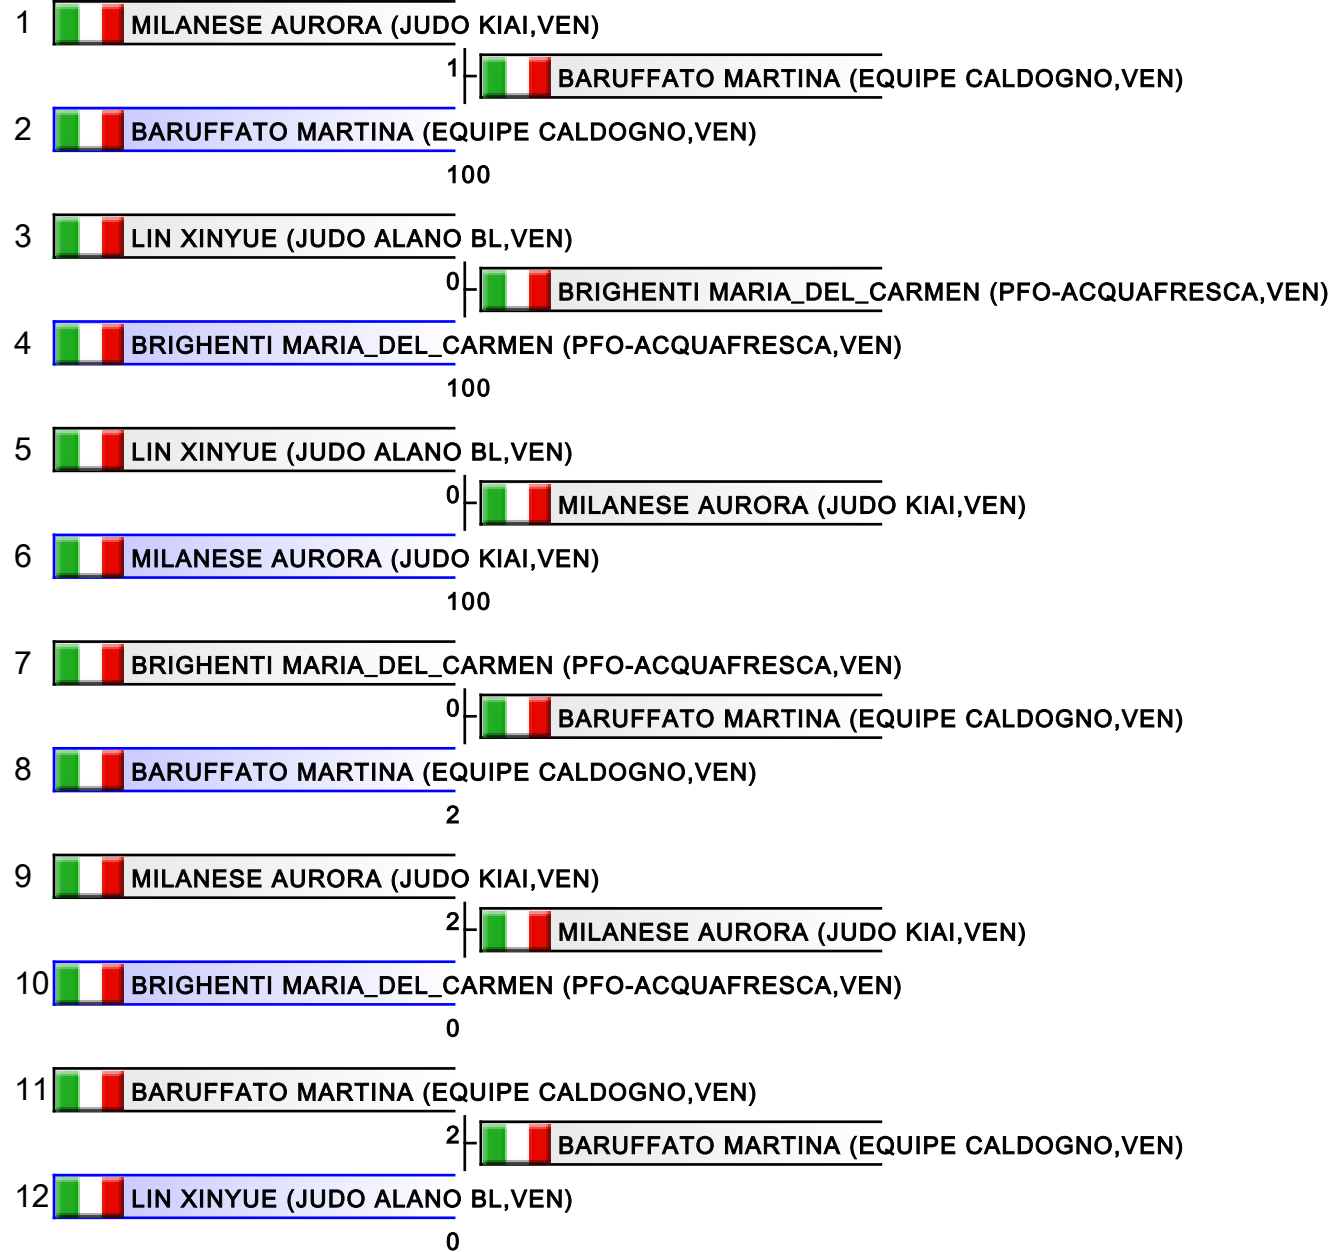 1 MILANESE AURORA (JUDO KIAI,VEN)
1 BARUFFATO MARTINA (EQUIPE CALDOGNO,VEN)
2 BARUFFATO MARTINA (EQUIPE CALDOGNO,VEN)
100
3 LIN XINYUE (JUDO ALANO BL,VEN)
0 BRIGHENTI MARIA_DEL_CARMEN (PFO-ACQUAFRESCA,VEN)
4 BRIGHENTI MARIA_DEL_CARMEN (PFO-ACQUAFRESCA,VEN)
100
5 LIN XINYUE (JUDO ALANO BL,VEN)
0 MILANESE AURORA (JUDO KIAI,VEN)
6 MILANESE AURORA (JUDO KIAI,VEN)
100
7 BRIGHENTI MARIA_DEL_CARMEN (PFO-ACQUAFRESCA,VEN)
0 BARUFFATO MARTINA (EQUIPE CALDOGNO,VEN)
8 BARUFFATO MARTINA (EQUIPE CALDOGNO,VEN)
2
9 MILANESE AURORA (JUDO KIAI,VEN)
2 MILANESE AURORA (JUDO KIAI,VEN)
10 BRIGHENTI MARIA_DEL_CARMEN (PFO-ACQUAFRESCA,VEN)
0
11 BARUFFATO MARTINA (EQUIPE CALDOGNO,VEN)
2 BARUFFATO MARTINA (EQUIPE CALDOGNO,VEN)
12 LIN XINYUE (JUDO ALANO BL,VEN)
0